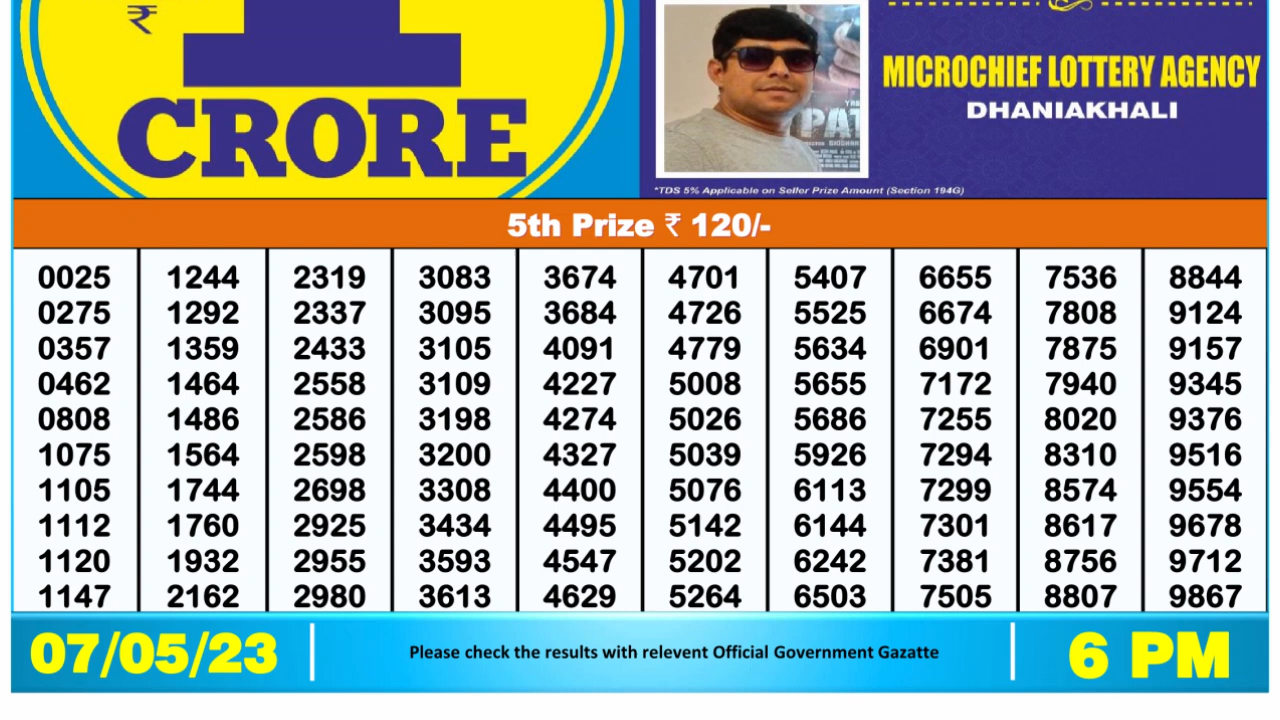 ₹ 1
CRORE
MICROCHIEF LOTTERY AGENCY
DHANIAKHALI
PAT
*TDS 5% Applicable on Seller Prize Amount (Section 194G)
5th Prize ₹ 120/-
0025 1244 2319 3083 3674 4701 5407 6655 7536 8844
0275 1292 2337 3095 3684 4726 5525 6674 7808 9124
0357 1359 2433 3105 4091 4779 5634 6901 7875 9157
0462 1464 2558 3109 4227 5008 5655 7172 7940 9345
0808 1486 2586 3198 4274 5026 5686 7255 8020 9376
1075 1564 2598 3200 4327 5039 5926 7294 8310 9516
1105 1744 2698 3308 4400 5076 6113 7299 8574 9554
1112 1760 2925 3434 4495 5142 6144 7301 8617 9678
1120 1932 2955 3593 4547 5202 6242 7381 8756 9712
1147 2162 2980 3613 4629 5264 6503 7505 8807 9867
07/05/23 Please check the results with relevent Official Government Gazatte 6 PM